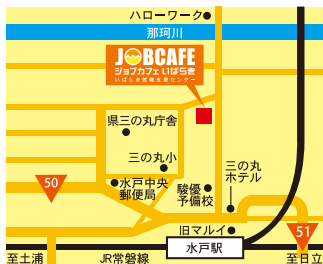 ハローワーク
那珂川
JOBCAFE
ジョブカフェいばらき
いばらき就職支援センター
県三の丸庁舎
三の丸小
三の丸
ホテル
50
水戸中央
郵便局
駿優
予備校
旧マルイ
51
水戸駅
至土浦
JR常磐線
至日立